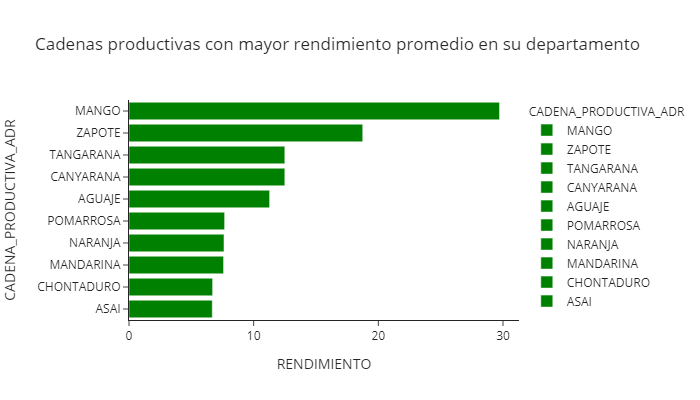 Cadenas productivas con mayor rendimiento promedio en su departamento
CADENA_PRODUCTIVA_ADR
MANGO
ZAPOTE
TANGARANA
CANYARANA
AGUAJE
POMARROSA
NARANJA
MANDARINA
CHONTADURO
ASAI
0 10 20 30
RENDIMIENTO
CADENA_PRODUCTIVA_ADR
MANGO
ZAPOTE
TANGARANA
CANYARANA
AGUAJE
POMARROSA
NARANJA
MANDARINA
CHONTADURO
ASAI